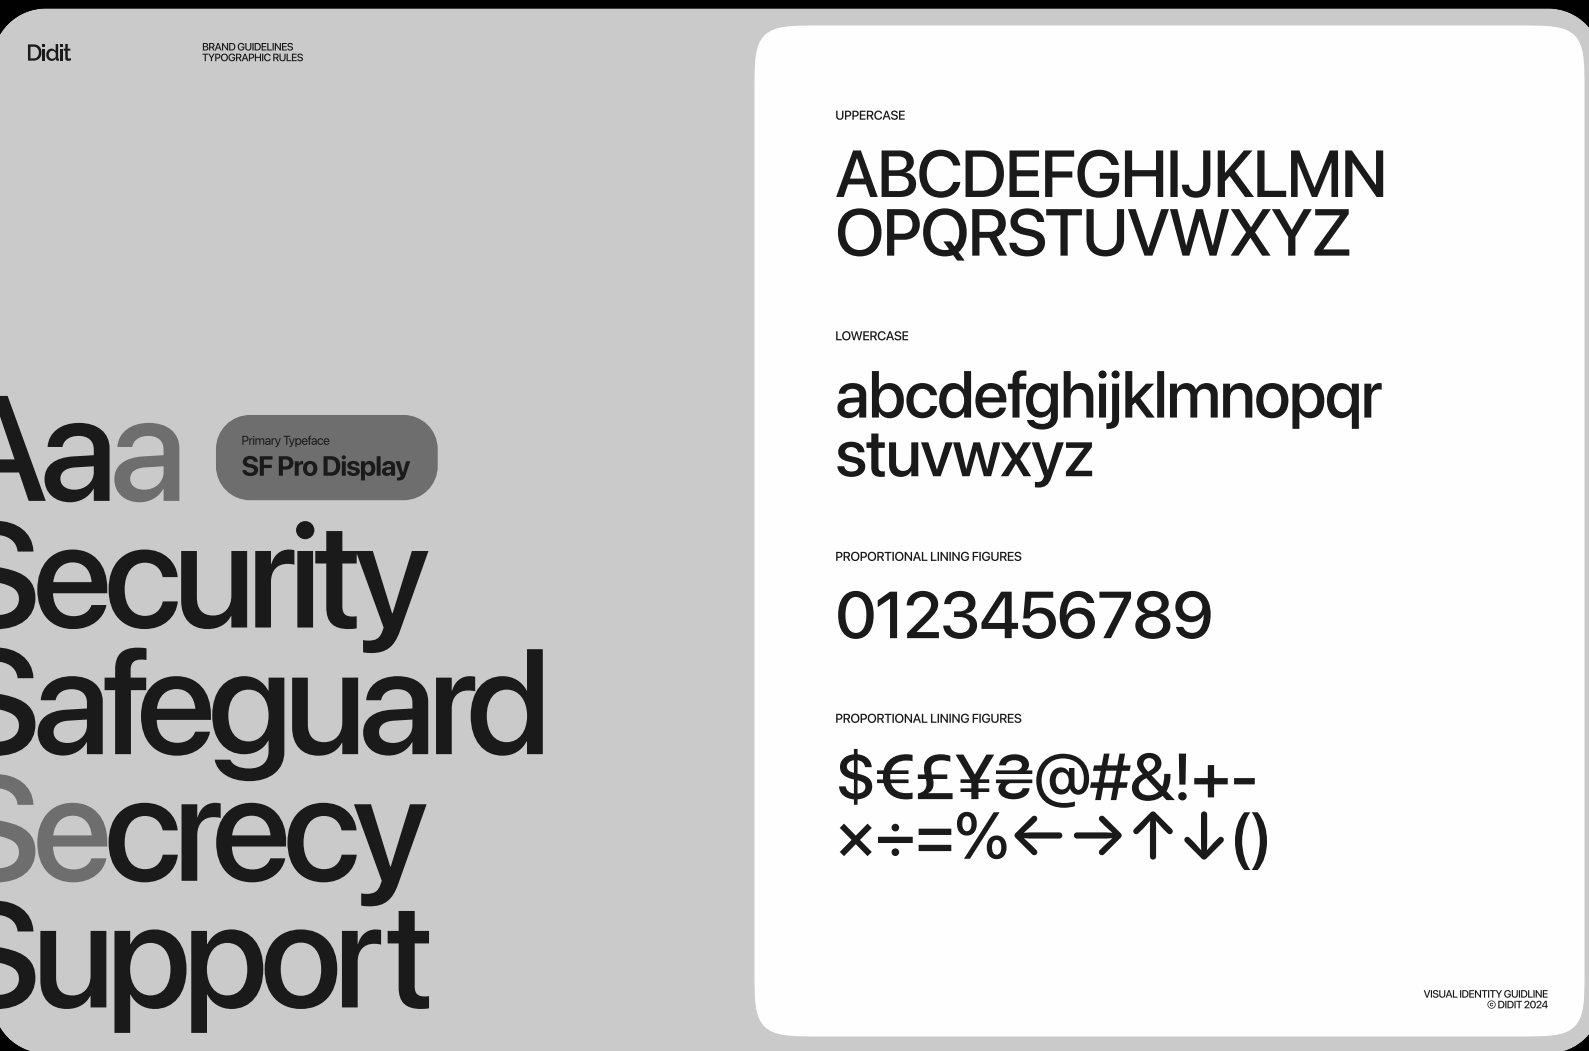 Didit
BRAND GUIDELINES
TYPOGRAPHIC RULES
Aaa
Primary Typeface
SF Pro Display
Security
Safeguard
Secrecy
Support
UPPERCASE
ABCDEFGHIJKLMN
OPQRSTUVWXYZ
LOWERCASE
abcdefghijklmnopqr
stuvwxyz
PROPORTIONAL LINING FIGURES
0123456789
PROPORTIONAL LINING FIGURES
$€£¥₴@#&!+-
×÷=%←→↑↓()
VISUAL IDENTITY GUIDLINE
© DIDIT 2024